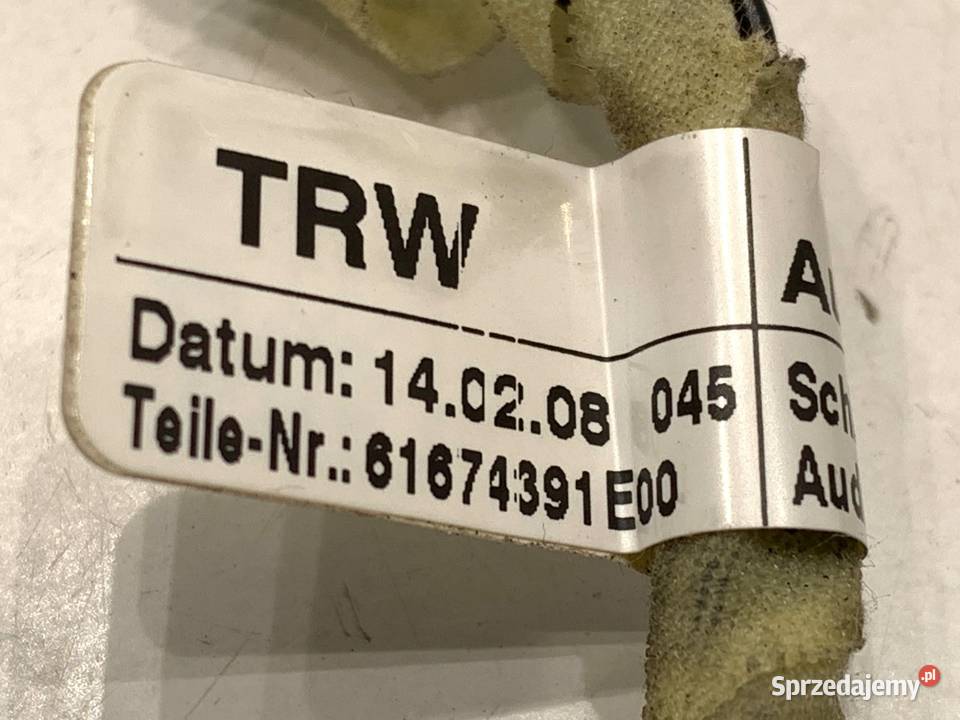 TRW
Datum: 14.02.08 045
Teile-Nr.: 61674391E00
Sprzedajemy.pl